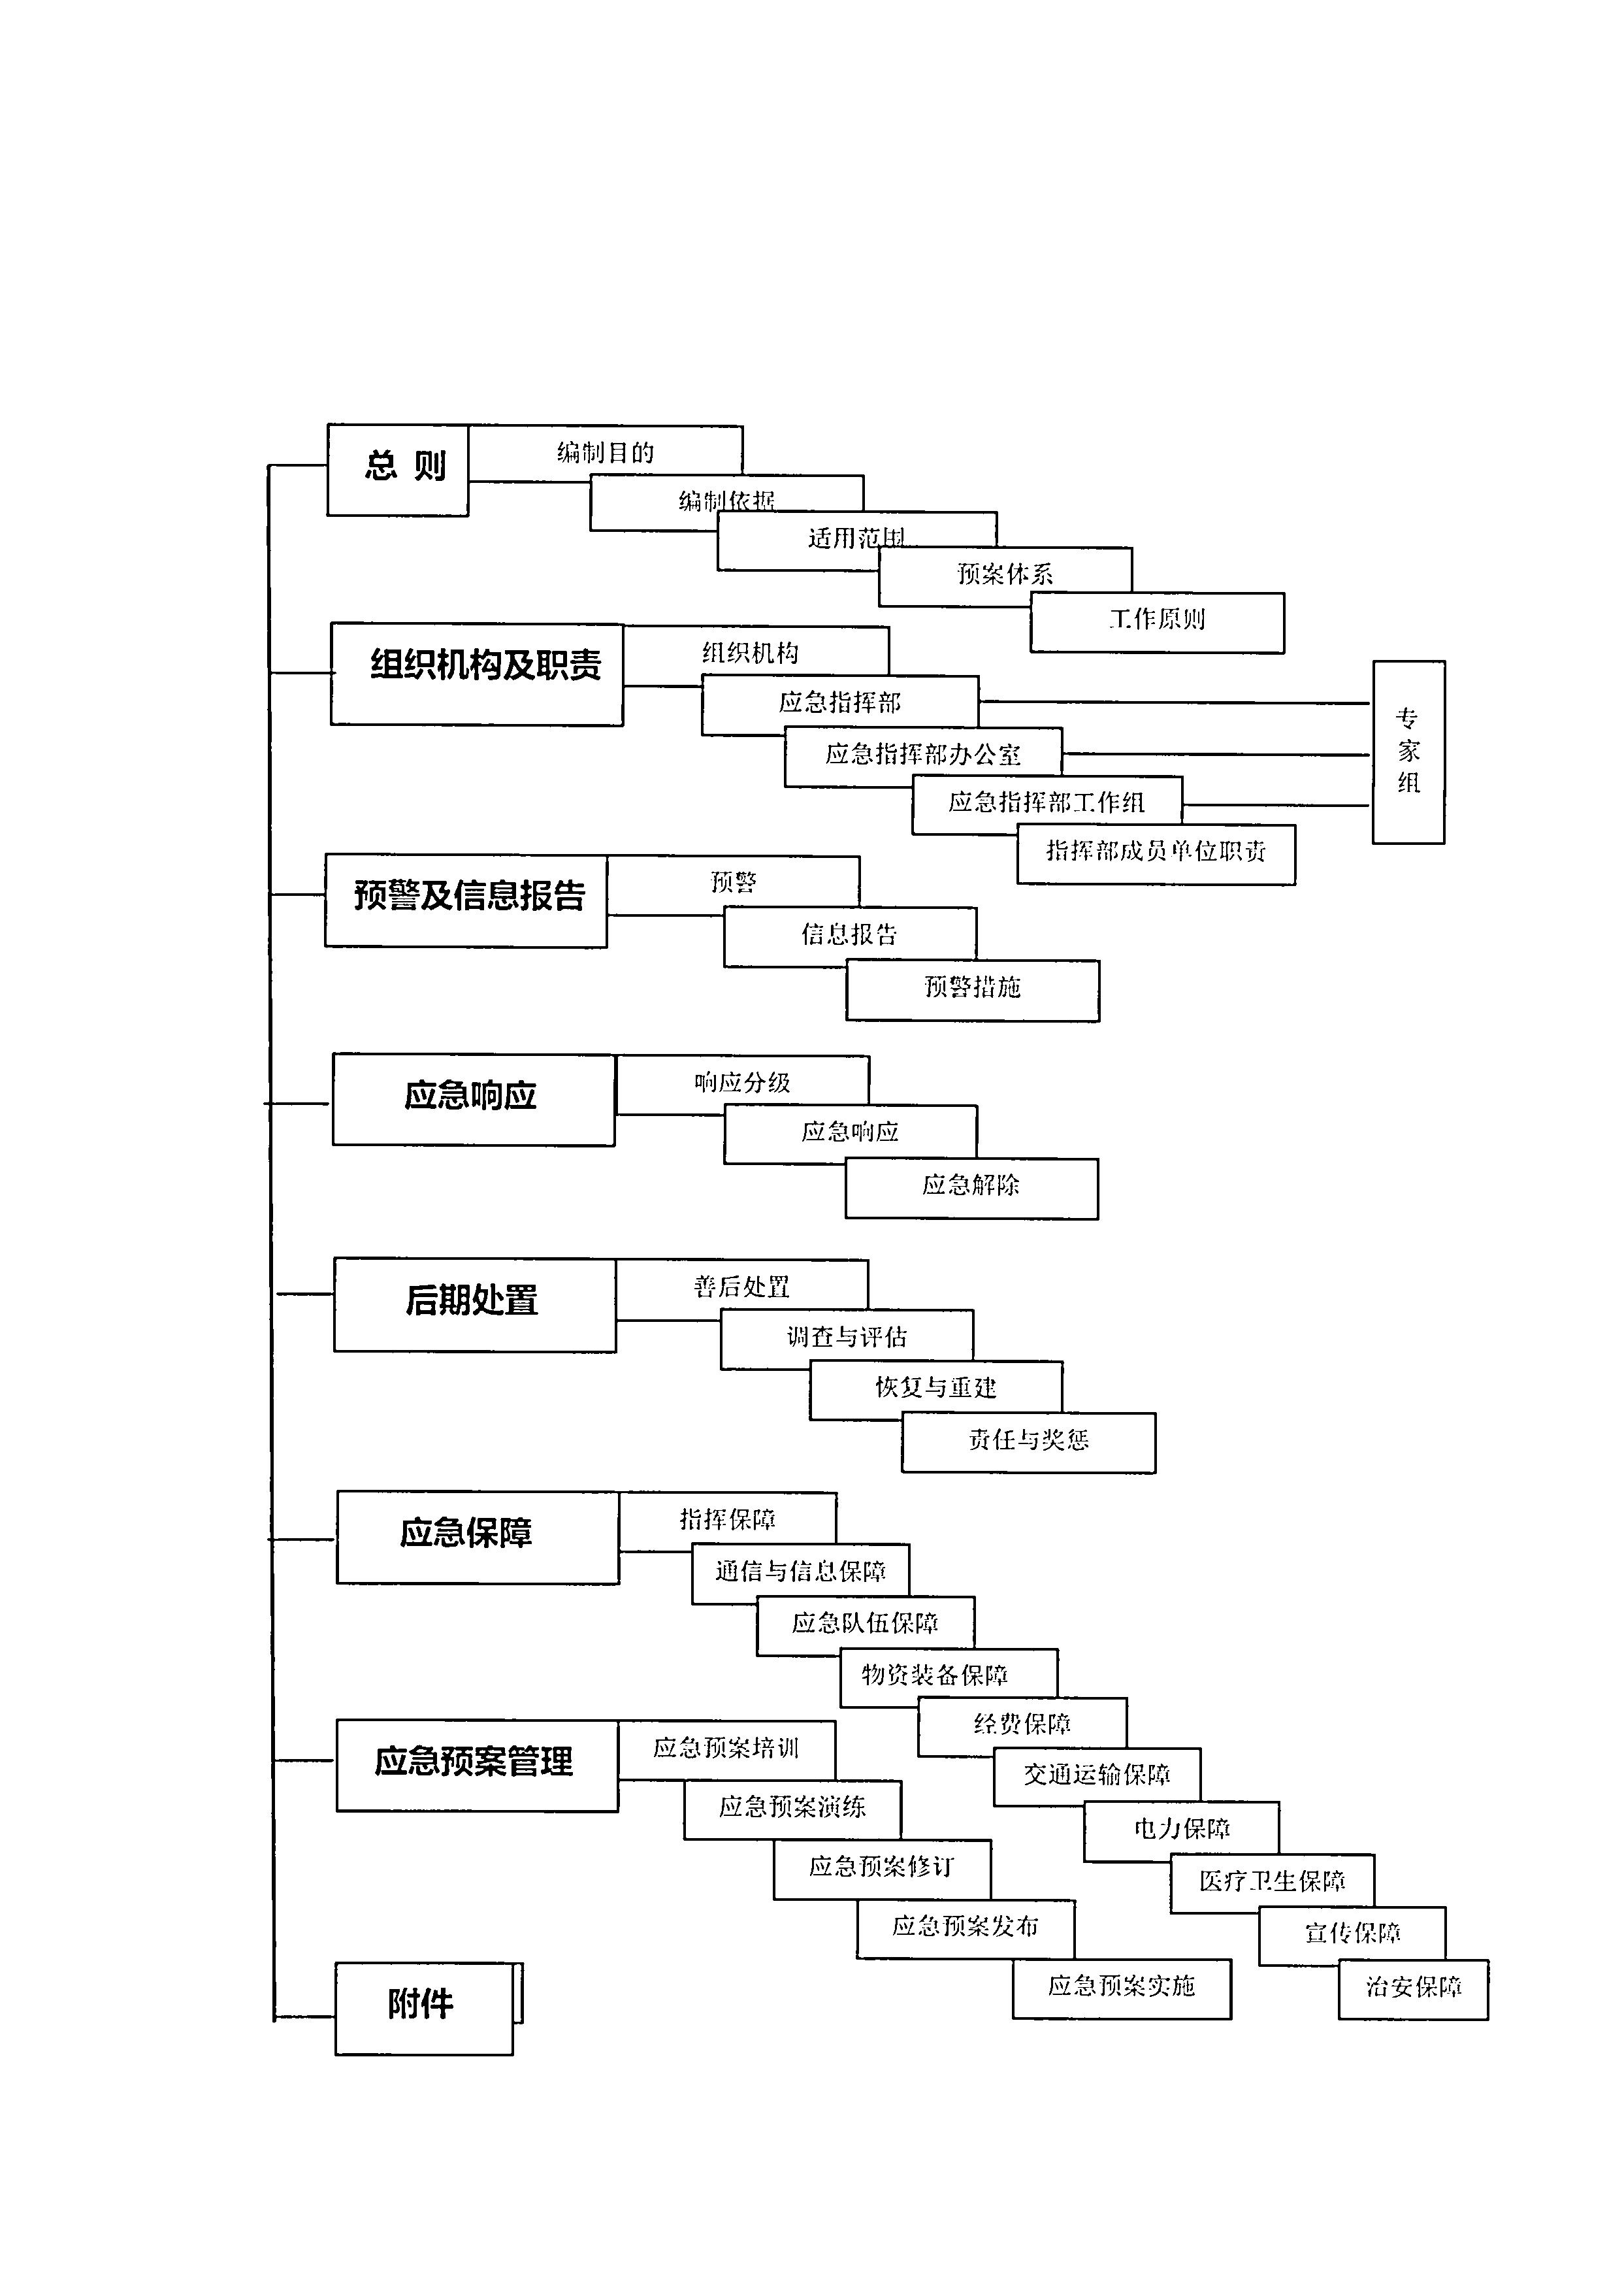 总 则
编制目的
编制依据
适用范围
预案体系
工作原则
组织机构及职责
组织机构
应急指挥部
应急指挥部办公室
应急指挥部工作组
指挥部成员单位职责
专
家
组
预警及信息报告
预警
信息报告
预警措施
应急响应
响应分级
应急响应
应急解除
后期处置
善后处置
调查与评估
恢复与重建
责任与奖惩
应急保障
指挥保障
通信与信息保障
应急队伍保障
物资装备保障
经费保障
交通运输保障
电力保障
医疗卫生保障
宣传保障
治安保障
应急预案管理
应急预案培训
应急预案演练
应急预案修订
应急预案发布
应急预案实施
附件